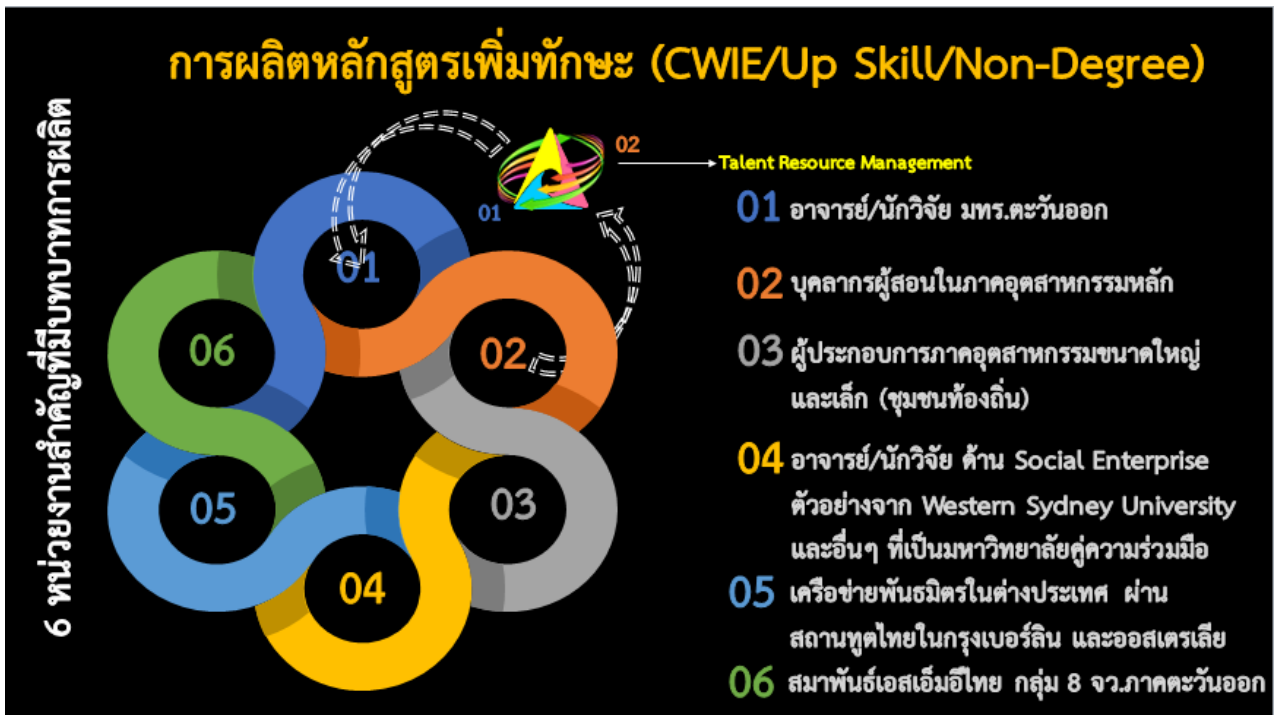 การผลิตหลักสูตรเพิ่มทักษะ (CWIE/Up Skill/Non-Degree)
6 หน่วยงานสำคัญที่มีบทบาทการผลิต
02
Talent Resource Management
01
01
02
03
04
05
06
01 อาจารย์/นักวิจัย มทร.ตะวันออก
02 บุคลากรผู้สอนในภาคอุตสาหกรรมหลัก
03 ผู้ประกอบการภาคอุตสาหกรรมขนาดใหญ่
และเล็ก (ชุมชนท้องถิ่น)
04 อาจารย์/นักวิจัย ด้าน Social Enterprise
ตัวอย่างจาก Western Sydney University
และอื่นๆ ที่เป็นมหาวิทยาลัยคู่ความร่วมมือ
05 เครือข่ายพันธมิตรในต่างประเทศ ผ่าน
สถานทูตไทยในกรุงเบอร์ลิน และออสเตรเลีย
06 สมาพันธ์เอสเอ็มอีไทย กลุ่ม 8 จว.ภาคตะวันออก